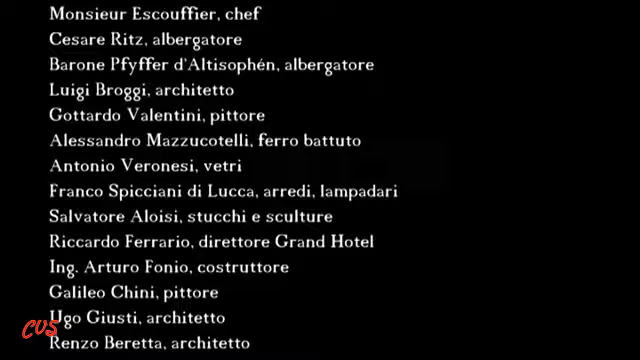 Monsieur Escouffier, chef
Cesare Ritz, albergatore
Barone Pfyffer d'Altisophén, albergatore
Luigi Broggi, architetto
Gottardo Valentini, pittore
Alessandro Mazzucotelli, ferro battuto
Antonio Veronesi, vetri
Franco Spicciani di Lucca, arredi, lampadari
Salvatore Aloisi, stucchi e sculture
Riccardo Ferrario, direttore Grand Hotel
Ing. Arturo Fonio, costruttore
Galileo Chini, pittore
Ugo Giusti, architetto
Renzo Beretta, architetto
CVS